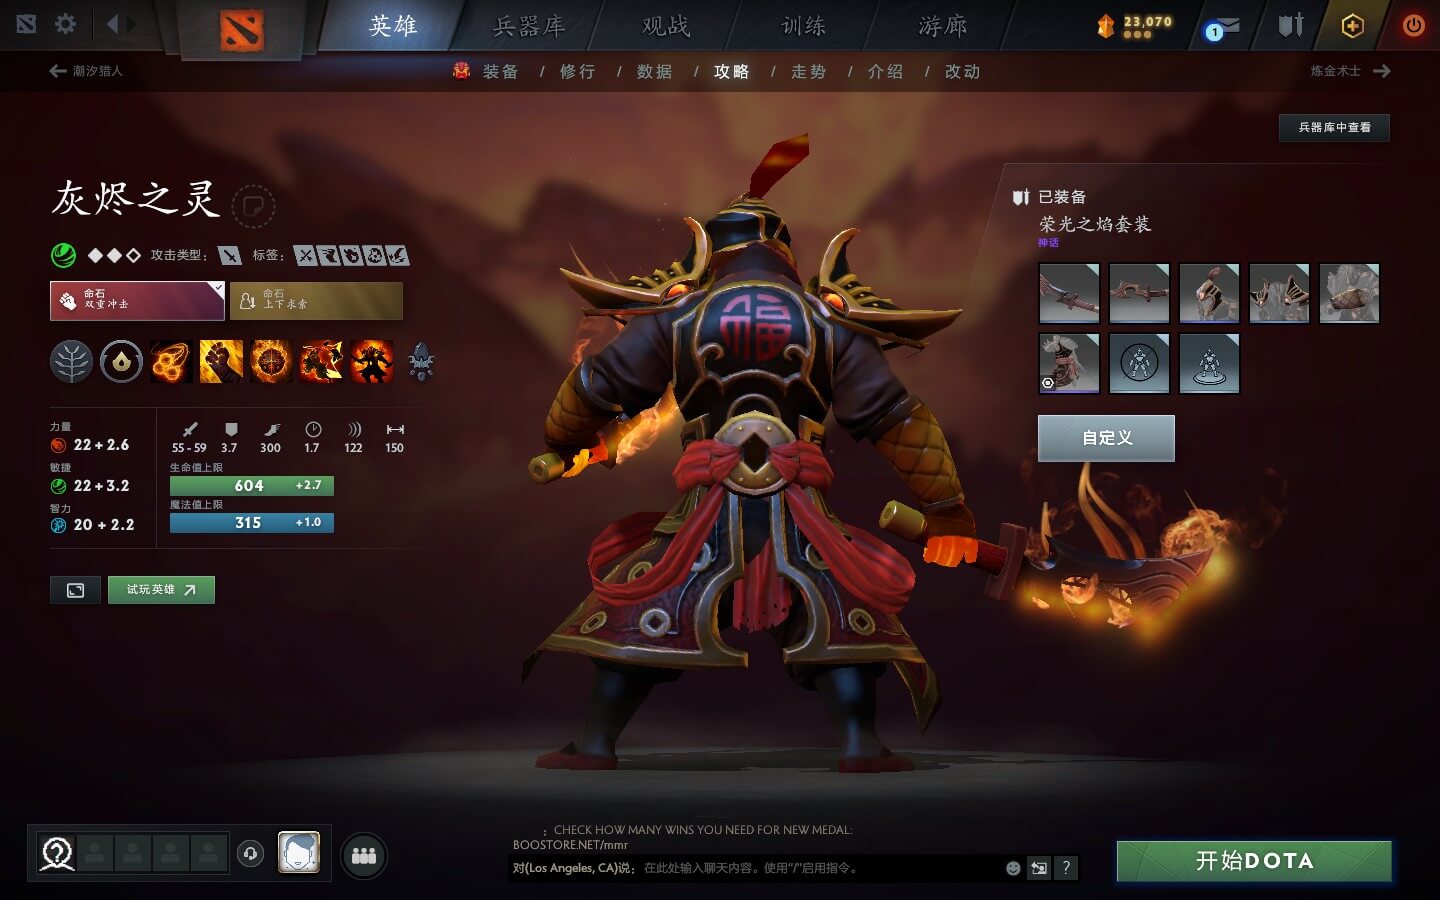 英雄
兵器库
观战
训练
游廊
23,070
1
潮汐猎人
装备 / 修行 / 数据 / 攻略 / 走势 / 介绍 / 改动
炼金术士
兵器库中查看
灰烬之灵
攻击类型：
标签：
命石
双重冲击
命石
上下求索
力量
22 + 2.6
敏捷
22 + 3.2
智力
20 + 2.2
55 - 59 3.7 300 1.7 122 150
生命值上限
604 +2.7
魔法值上限
315 +1.0
试玩英雄
福
已装备
荣光之焰套装
神话
自定义
: CHECK HOW MANY WINS YOU NEED FOR NEW MEDAL:
BOOSTORE.NET/mmr
对(Los Angeles, CA)说： 在此处输入聊天内容。使用"/"启用指令。
?
开始DOTA